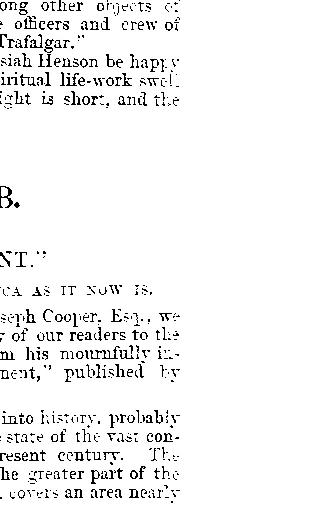 ong other objects of
e officers and crew of
Trafalgar."
siah Henson be happy
iritual life-work swell
ight is short, and the
B.
NT."
CA AS IT NOW IS.
seph Cooper, Esq., we
y of our readers to the
m his mournfully in-
nent," published by
into history, probably
state of the vast con-
resent century. The
he greater part of the
covers an area nearly